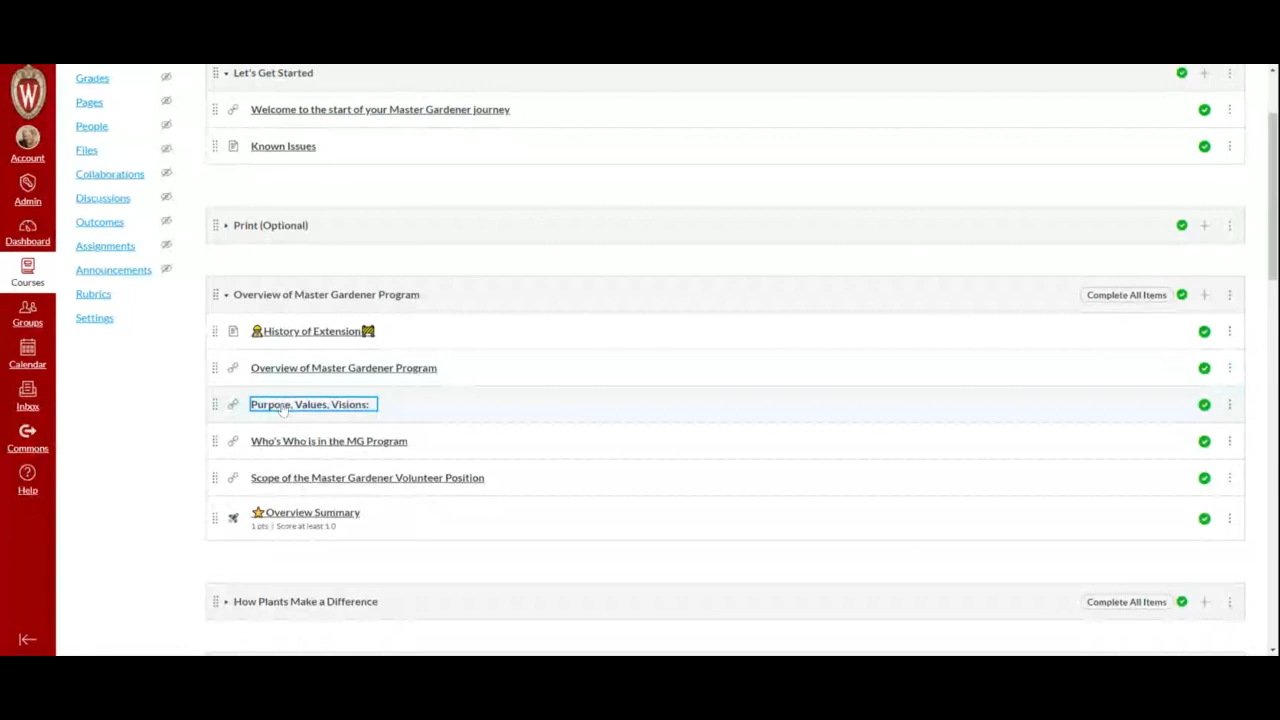 W
Account
Admin
Dashboard
Courses
Groups
Calendar
Inbox
Commons
Help
Grades
Pages
People
Files
Collaborations
Discussions
Outcomes
Assignments
Announcements
Rubrics
Settings
Let's Get Started
Welcome to the start of your Master Gardener journey
Known Issues
Print (Optional)
Overview of Master Gardener Program Complete All Items
History of Extension
Overview of Master Gardener Program
Purpose, Values, Visions:
Who's Who is in the MG Program
Scope of the Master Gardener Volunteer Position
Overview Summary
1 pts | Score at least 1.0
How Plants Make a Difference Complete All Items